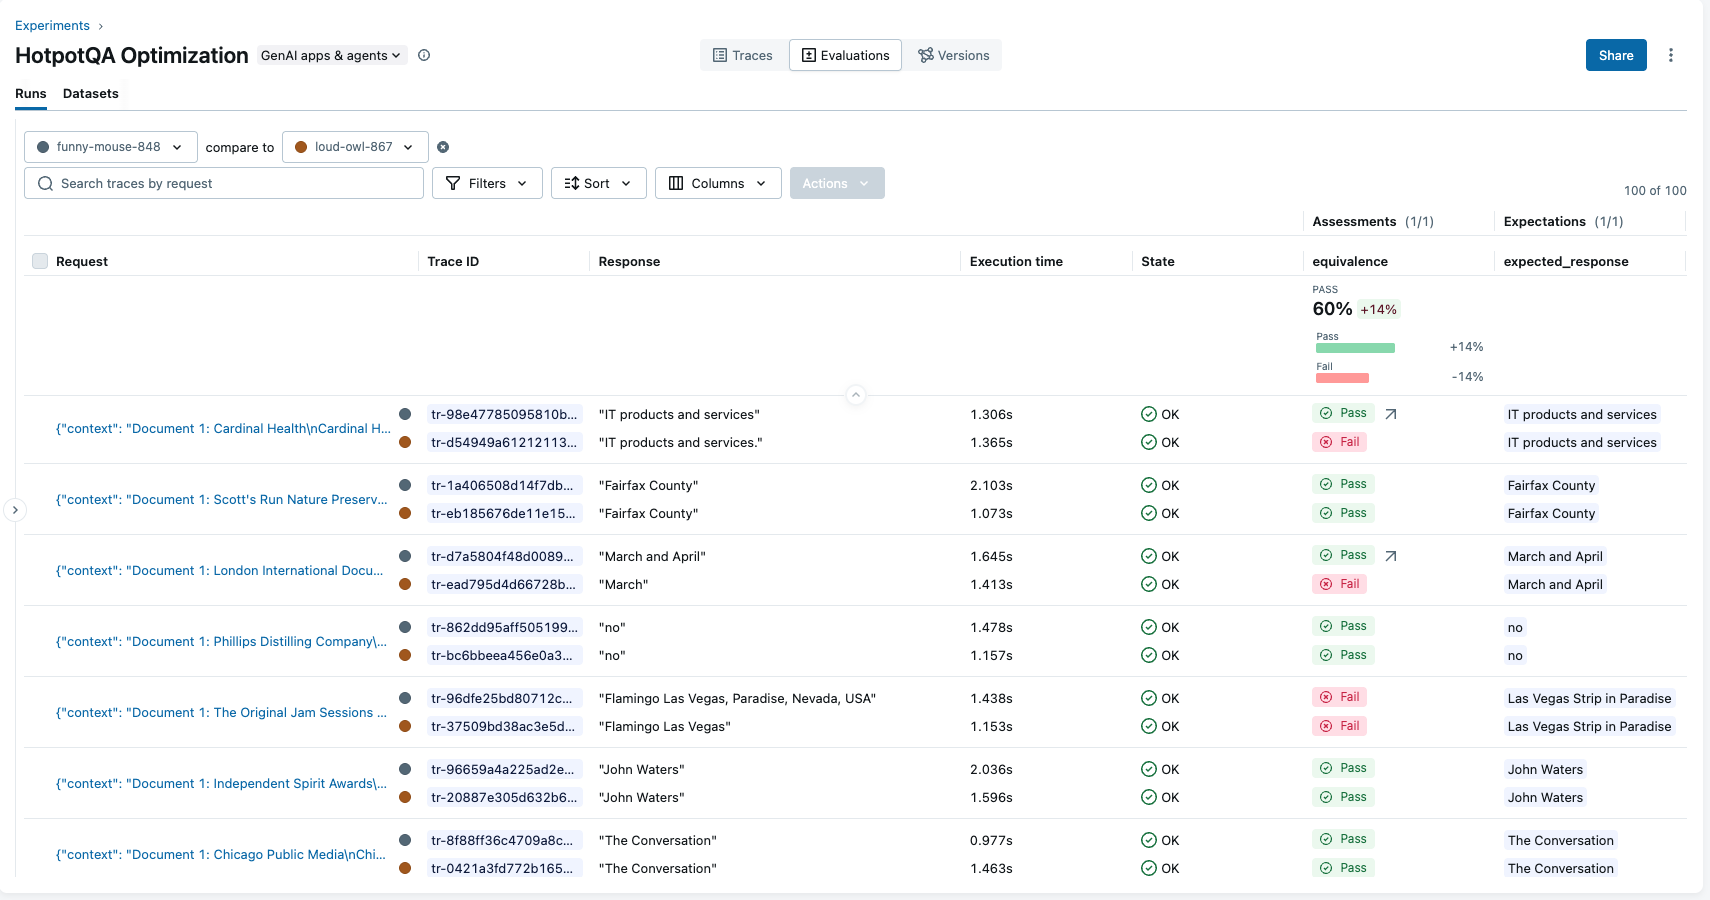 Experiments ›
HotpotQA Optimization GenAI apps & agents
Traces Evaluations Versions
Share
Runs Datasets
funny-mouse-848 compare to loud-owl-867
Search traces by request Filters Sort Columns Actions
100 of 100
Assessments (1/1) Expectations (1/1)
Request Trace ID Response Execution time State equivalence expected_response
PASS
60% +14%
Pass
+14%
Fail
-14%
{"context": "Document 1: Cardinal Health\nCardinal H...
tr-98e47785095810b... "IT products and services" 1.306s OK Pass IT products and services
tr-d54949a61212113... "IT products and services." 1.365s OK Fail IT products and services
{"context": "Document 1: Scott's Run Nature Preserv...
tr-1a406508d14f7db... "Fairfax County" 2.103s OK Pass Fairfax County
tr-eb185676de11e15... "Fairfax County" 1.073s OK Pass Fairfax County
{"context": "Document 1: London International Docu...
tr-d7a5804f48d0089... "March and April" 1.645s OK Pass March and April
tr-ead795d4d66728b... "March" 1.413s OK Fail March and April
{"context": "Document 1: Phillips Distilling Company\...
tr-862dd95aff505199... "no" 1.478s OK Pass no
tr-bc6bbeea456e0a3... "no" 1.157s OK Pass no
{"context": "Document 1: The Original Jam Sessions ...
tr-96dfe25bd80712c... "Flamingo Las Vegas, Paradise, Nevada, USA" 1.438s OK Fail Las Vegas Strip in Paradise
tr-37509bd38ac3e5d... "Flamingo Las Vegas" 1.153s OK Fail Las Vegas Strip in Paradise
{"context": "Document 1: Independent Spirit Awards\...
tr-96659a4a225ad2e... "John Waters" 2.036s OK Pass John Waters
tr-20887e305d632b6... "John Waters" 1.596s OK Pass John Waters
{"context": "Document 1: Chicago Public Media\nChi...
tr-8f88ff36c4709a8c... "The Conversation" 0.977s OK Pass The Conversation
tr-0421a3fd772b165... "The Conversation" 1.463s OK Pass The Conversation